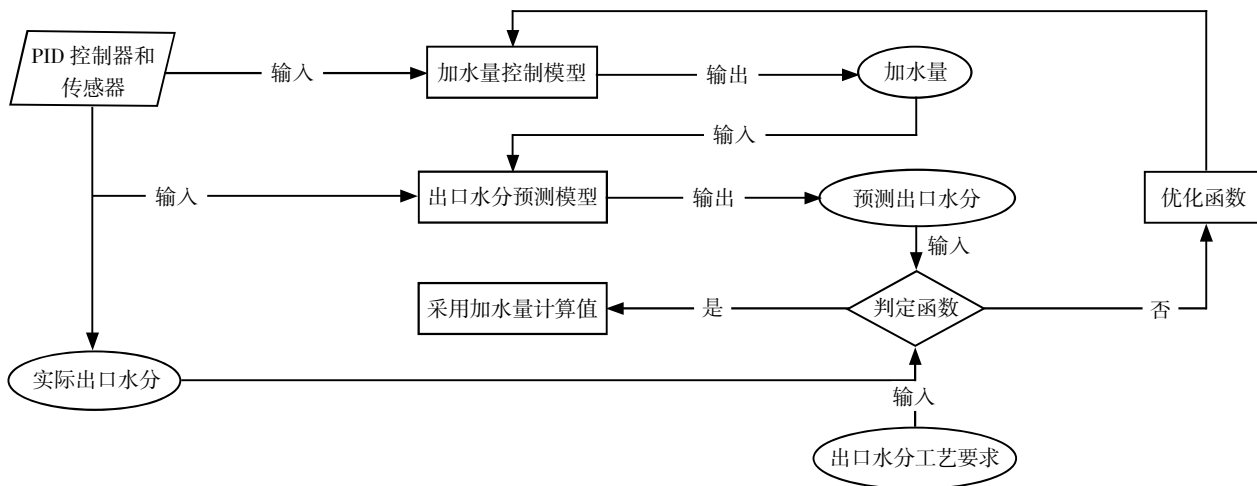 PID 控制器和
传感器
输入
加水量控制模型
输出
加水量
输入
输入
出口水分预测模型
输出
预测出口水分
优化函数
输入
采用加水量计算值
是
判定函数
否
实际出口水分
输入
出口水分工艺要求